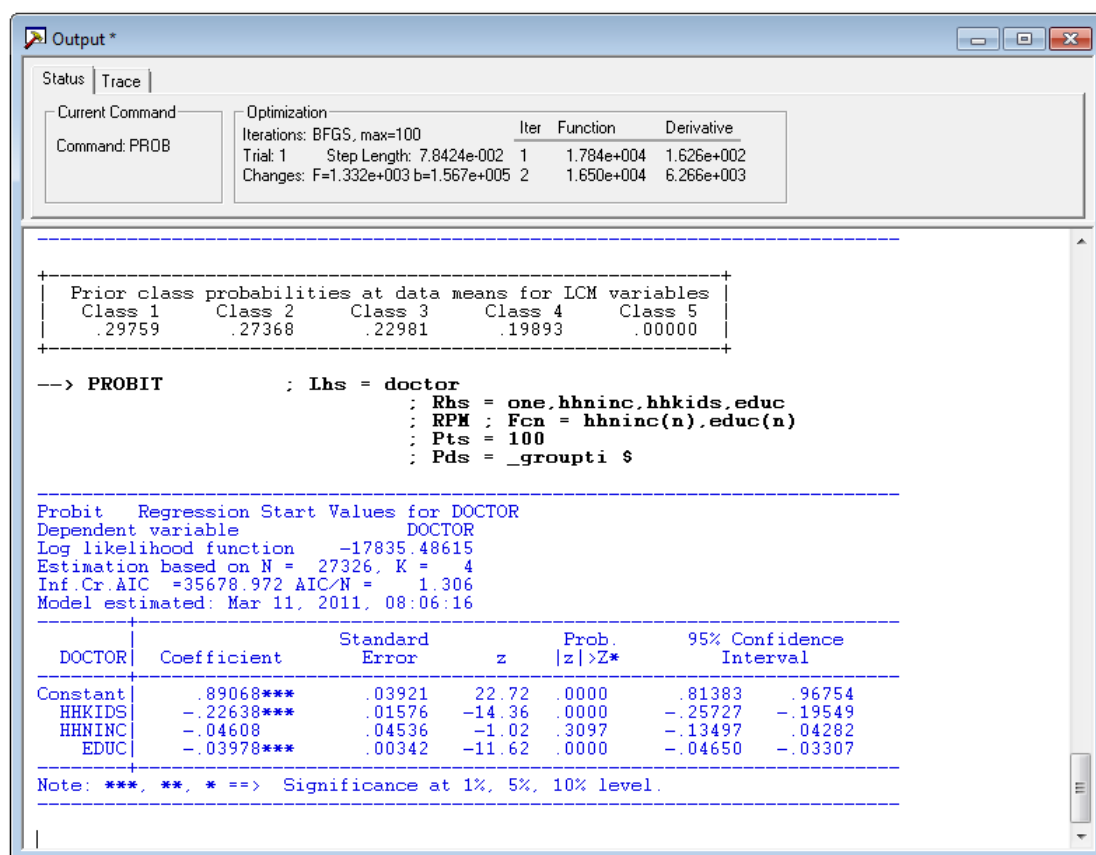 Output *
Status Trace
Current Command
Command: PROB
Optimization
Iterations: BFGS, max=100 Iter Function Derivative
Trial: 1 Step Length: 7.8424e-002 1 1.784e+004 1.626e+002
Changes: F=1.332e+003 b=1.567e+005 2 1.650e+004 6.266e+003
Prior class probabilities at data means for LCM variables
Class 1 Class 2 Class 3 Class 4 Class 5
.29759 .27368 .22981 .19893 .00000
--> PROBIT ; Lhs = doctor
; Rhs = one,hhninc,hhkids,educ
; RPM ; Fcn = hhninc(n),educ(n)
; Pts = 100
; Pds = _groupti $
Probit Regression Start Values for DOCTOR
Dependent variable DOCTOR
Log likelihood function -17835.48615
Estimation based on N = 27326, K = 4
Inf.Cr.AIC =35678.972 AIC/N = 1.306
Model estimated: Mar 11, 2011, 08:06:16
Standard Prob. 95% Confidence
DOCTOR| Coefficient Error z |z|>Z* Interval
Constant| .89068*** .03921 22.72 .0000 .81383 .96754
HHKIDS| -.22638*** .01576 -14.36 .0000 -.25727 -.19549
HHNINC| -.04608 .04536 -1.02 .3097 -.13497 .04282
EDUC| -.03978*** .00342 -11.62 .0000 -.04650 -.03307
Note: ***, **, * ==> Significance at 1%, 5%, 10% level.